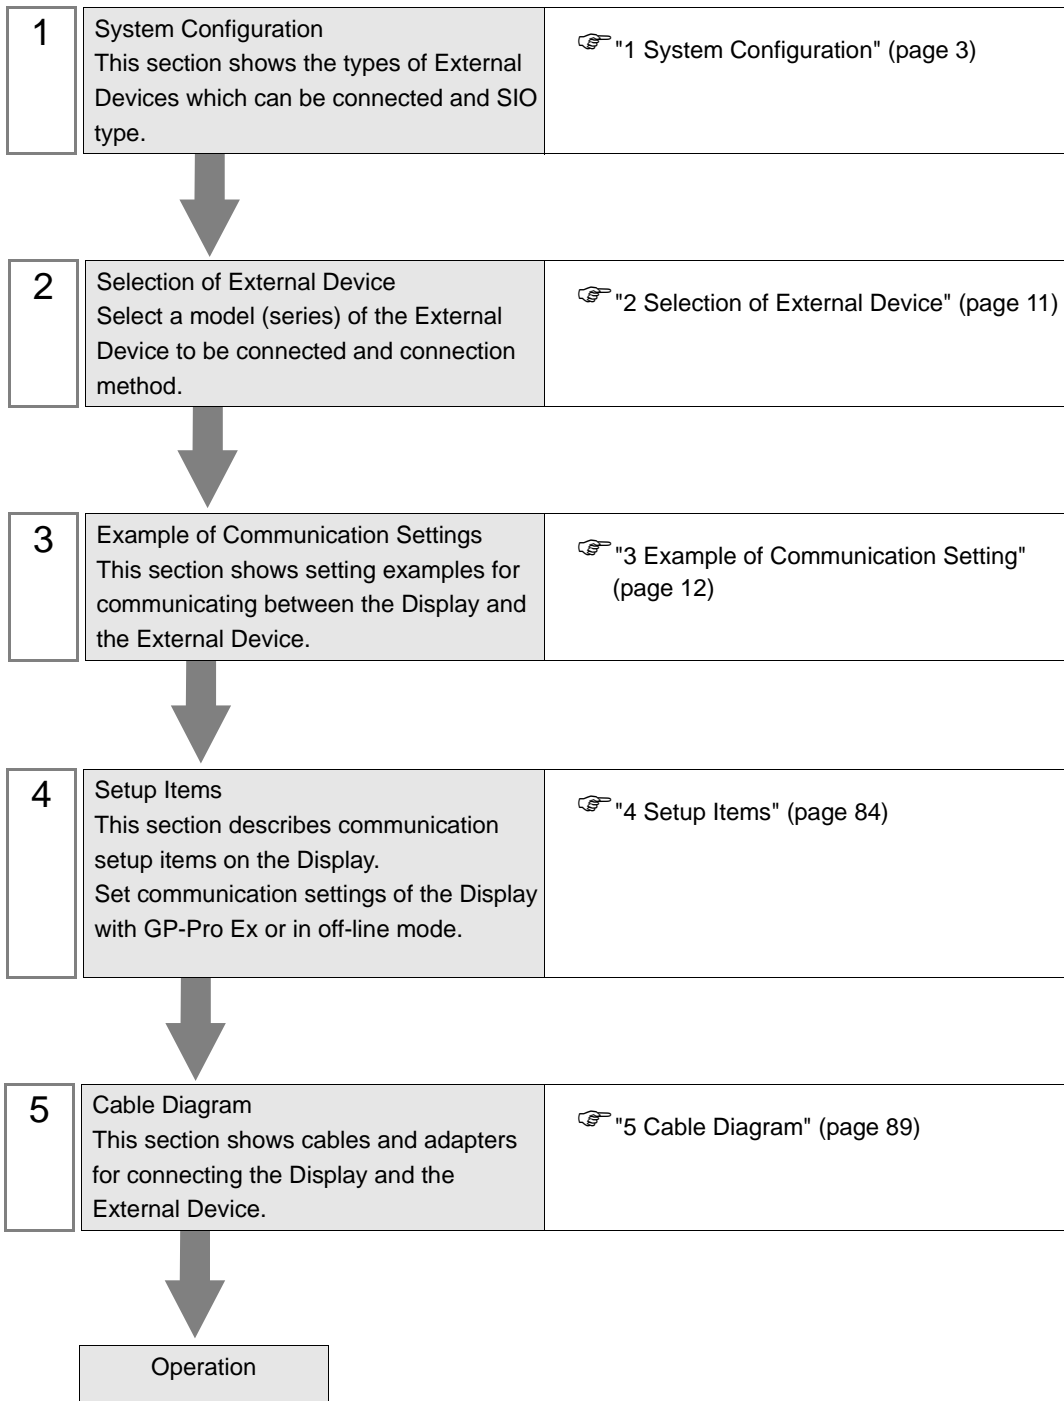 1
System Configuration
This section shows the types of External
Devices which can be connected and SIO
type.
"1 System Configuration" (page 3)
2
Selection of External Device
Select a model (series) of the External
Device to be connected and connection
method.
"2 Selection of External Device" (page 11)
3
Example of Communication Settings
This section shows setting examples for
communicating between the Display and
the External Device.
"3 Example of Communication Setting"
(page 12)
4
Setup Items
This section describes communication
setup items on the Display.
Set communication settings of the Display
with GP-Pro Ex or in off-line mode.
"4 Setup Items" (page 84)
5
Cable Diagram
This section shows cables and adapters
for connecting the Display and the
External Device.
"5 Cable Diagram" (page 89)
Operation